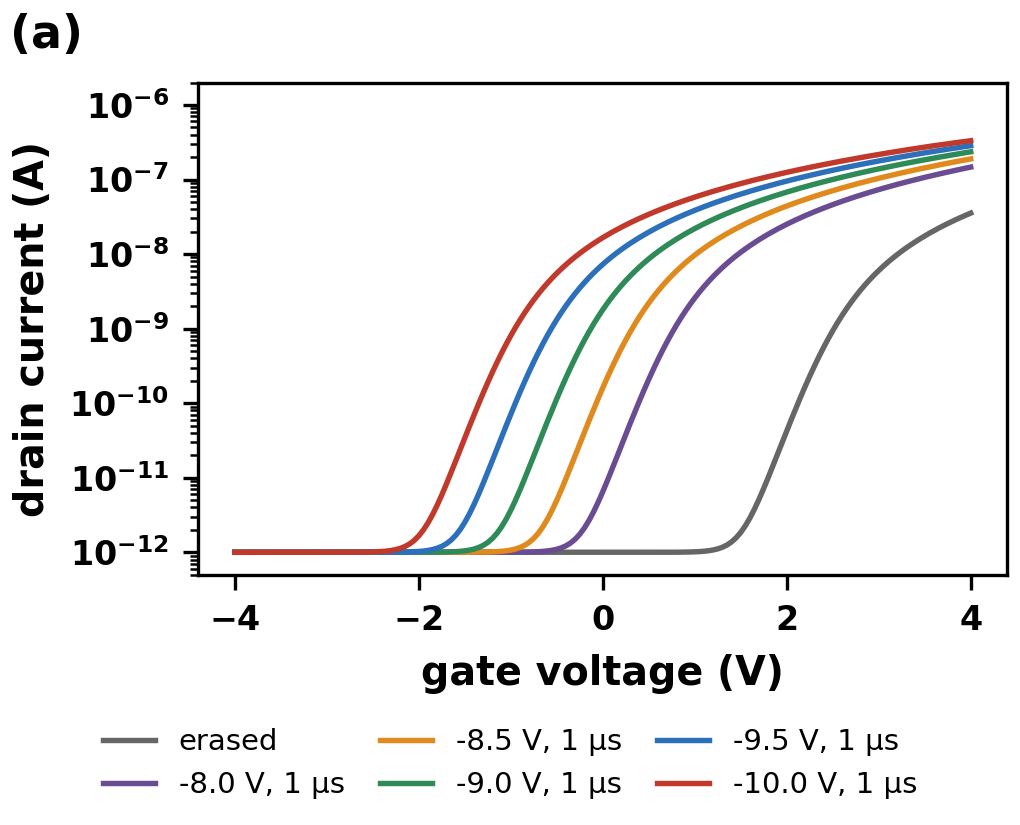 (a)
drain current (A)
10⁻⁶
10⁻⁷
10⁻⁸
10⁻⁹
10⁻¹⁰
10⁻¹¹
10⁻¹²
−4 −2 0 2 4
gate voltage (V)
erased -8.5 V, 1 µs -9.5 V, 1 µs
-8.0 V, 1 µs -9.0 V, 1 µs -10.0 V, 1 µs